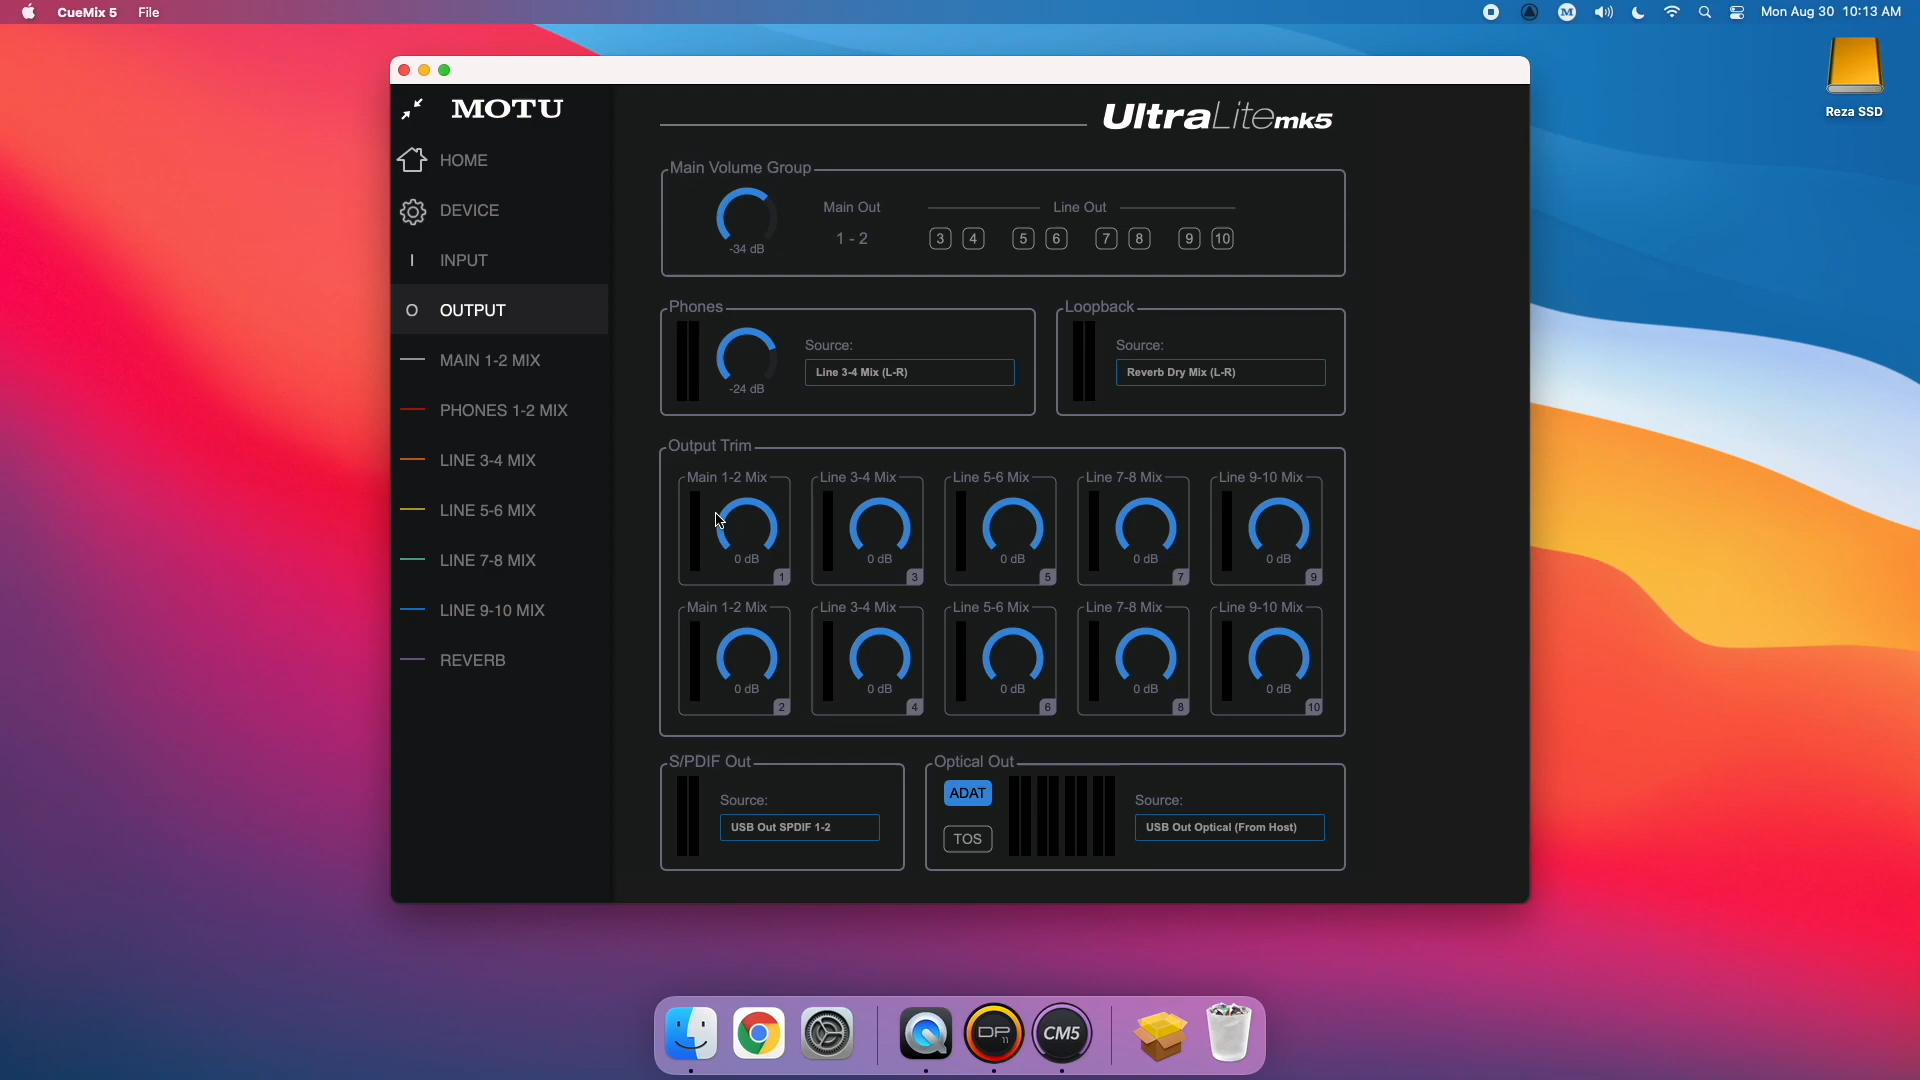 CueMix 5 File
M
Mon Aug 30 10:13 AM
Reza SSD
MOTU
UltraLitemk5
HOME
DEVICE
I INPUT
O OUTPUT
MAIN 1-2 MIX
PHONES 1-2 MIX
LINE 3-4 MIX
LINE 5-6 MIX
LINE 7-8 MIX
LINE 9-10 MIX
REVERB
Main Volume Group
-34 dB
Main Out
1 - 2
Line Out
3 4 5 6 7 8 9 10
Phones
-24 dB
Source:
Line 3-4 Mix (L-R)
Loopback
Source:
Reverb Dry Mix (L-R)
Output Trim
Main 1-2 Mix Line 3-4 Mix Line 5-6 Mix Line 7-8 Mix Line 9-10 Mix
0 dB 0 dB 0 dB 0 dB 0 dB
1 3 5 7 9
Main 1-2 Mix Line 3-4 Mix Line 5-6 Mix Line 7-8 Mix Line 9-10 Mix
0 dB 0 dB 0 dB 0 dB 0 dB
2 4 6 8 10
S/PDIF Out
Source:
USB Out SPDIF 1-2
Optical Out
ADAT
TOS
Source:
USB Out Optical (From Host)
DP
11
CM5